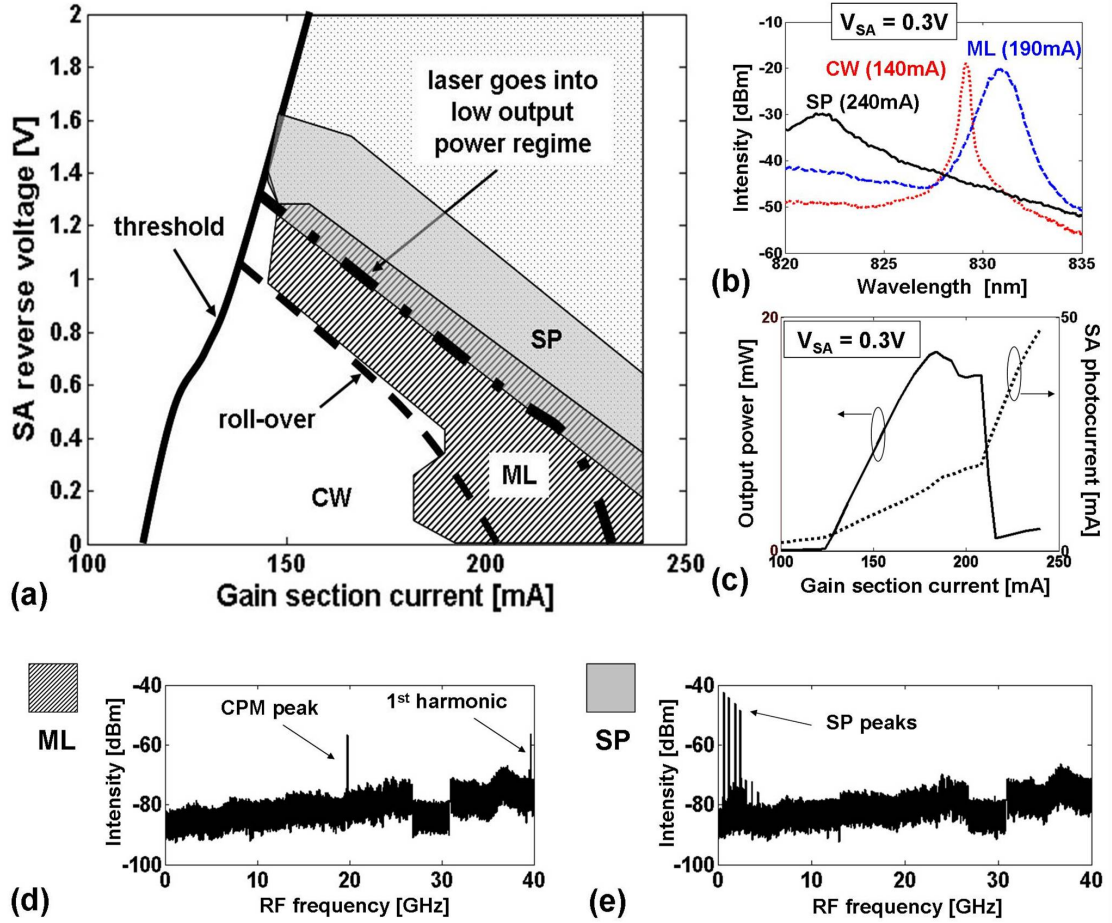 2
1.8
1.6
1.4
1.2
1
0.8
0.6
0.4
0.2
0
SA reverse voltage [V]
laser goes into
low output
power regime
threshold
SP
roll-over
ML
CW
100
150
200
250
Gain section current [mA]
(a)
-10
-20
-30
-40
-50
-60
Intensity [dBm]
V_SA = 0.3V
ML (190mA)
CW (140mA)
SP (240mA)
820
825
830
835
Wavelength [nm]
(b)
20
0
Output power [mW]
V_SA = 0.3V
50
0
SA photocurrent
[mA]
100
150
200
250
Gain section current [mA]
(c)
ML
-40
-60
-80
-100
Intensity [dBm]
CPM peak
1st harmonic
0
10
20
30
40
RF frequency [GHz]
(d)
SP
-40
-60
-80
-100
Intensity [dBm]
SP peaks
0
10
20
30
40
RF frequency [GHz]
(e)